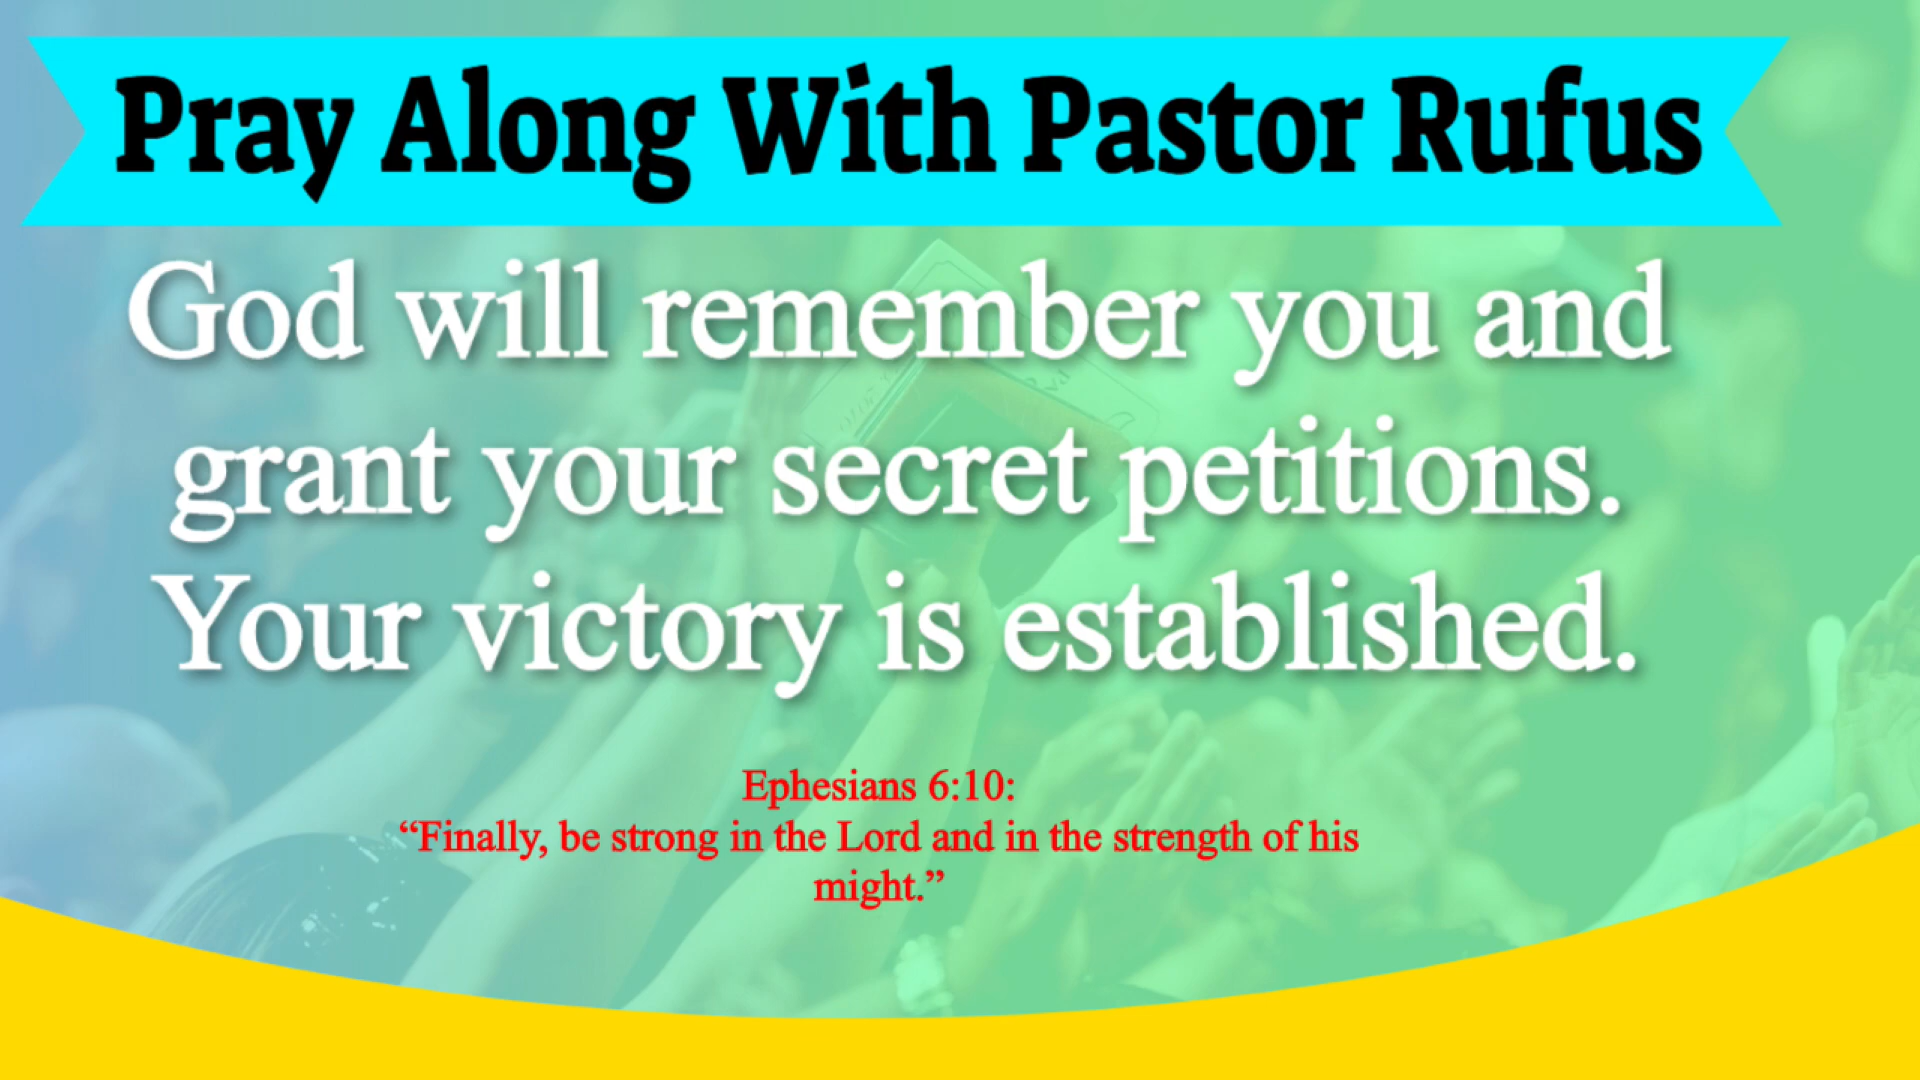 Pray Along With Pastor Rufus
God will remember you and
grant your secret petitions.
Your victory is established.
Ephesians 6:10:
“Finally, be strong in the Lord and in the strength of his
might.”